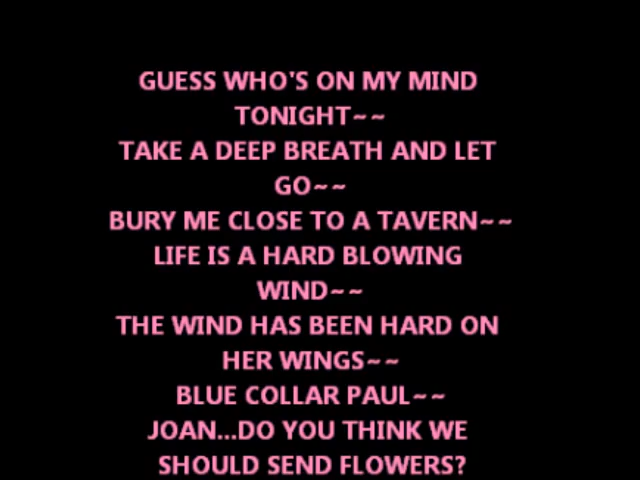 GUESS WHO'S ON MY MIND
TONIGHT~~
TAKE A DEEP BREATH AND LET
GO~~
BURY ME CLOSE TO A TAVERN~~
LIFE IS A HARD BLOWING
WIND~~
THE WIND HAS BEEN HARD ON
HER WINGS~~
BLUE COLLAR PAUL~~
JOAN...DO YOU THINK WE
SHOULD SEND FLOWERS?